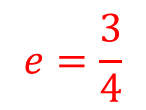 e = 3/4